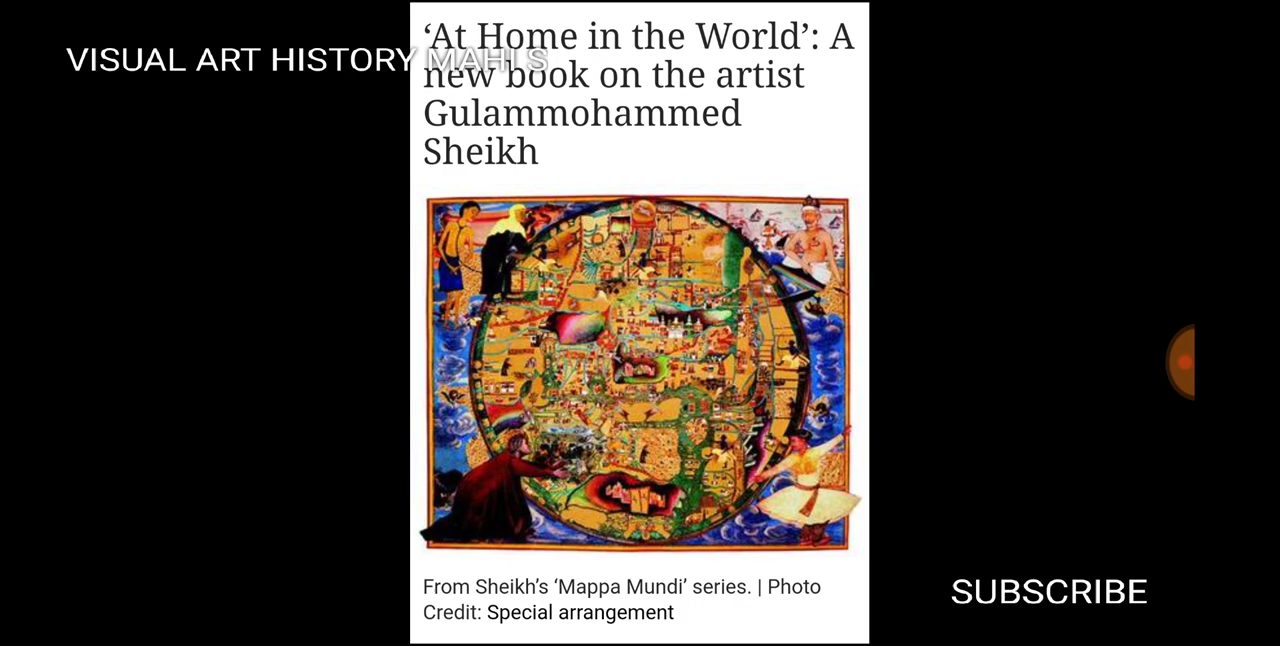 VISUAL ART HISTORY MAHI S
‘At Home in the World’: A
new book on the artist
Gulammohammed
Sheikh
From Sheikh’s ‘Mappa Mundi’ series. | Photo
Credit: Special arrangement
SUBSCRIBE